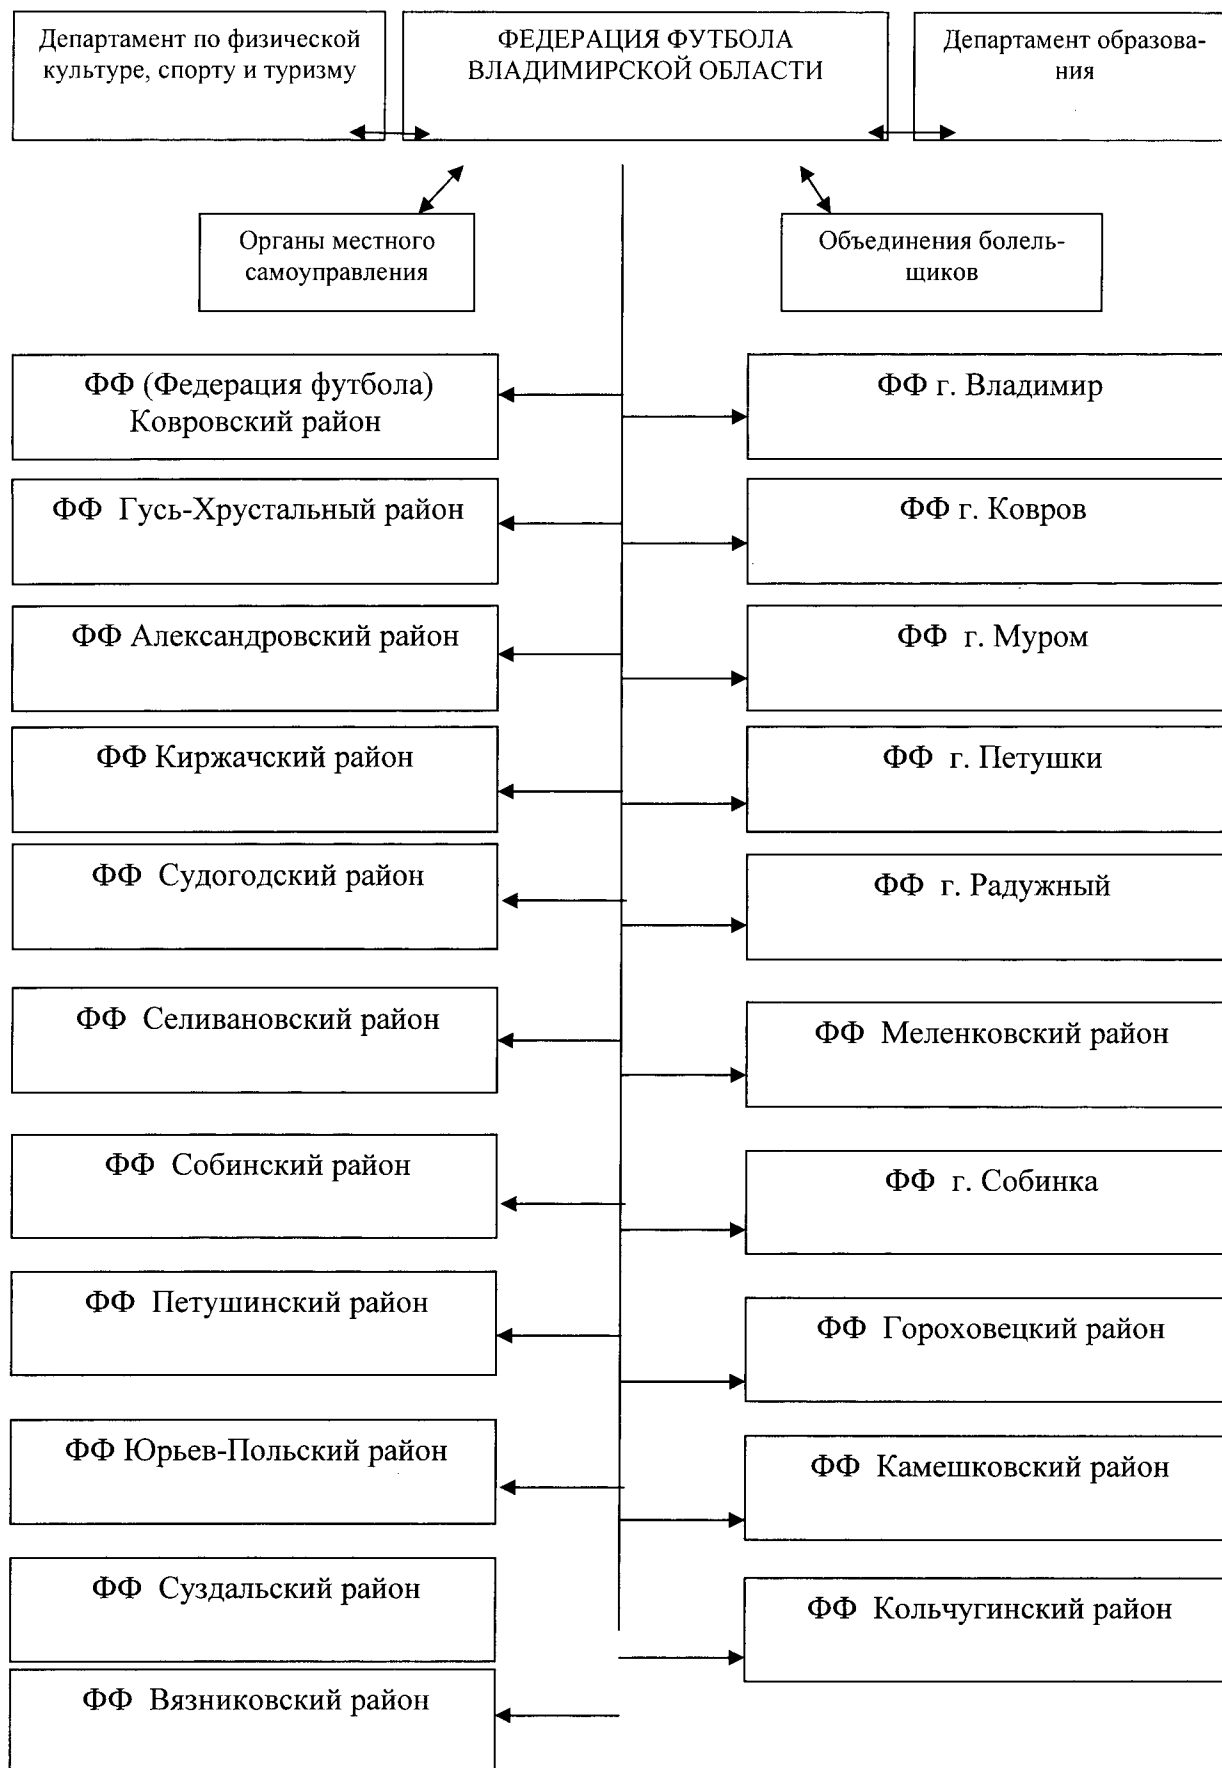 Департамент по физической
культуре, спорту и туризму
ФЕДЕРАЦИЯ ФУТБОЛА
ВЛАДИМИРСКОЙ ОБЛАСТИ
Департамент образова-
ния
Органы местного
самоуправления
Объединения болель-
щиков
ФФ (Федерация футбола)
Ковровский район
ФФ г. Владимир
ФФ Гусь-Хрустальный район
ФФ г. Ковров
ФФ Александровский район
ФФ г. Муром
ФФ Киржачский район
ФФ г. Петушки
ФФ Судогодский район
ФФ г. Радужный
ФФ Селивановский район
ФФ Меленковский район
ФФ Собинский район
ФФ г. Собинка
ФФ Петушинский район
ФФ Гороховецкий район
ФФ Юрьев-Польский район
ФФ Камешковский район
ФФ Суздальский район
ФФ Кольчугинский район
ФФ Вязниковский район